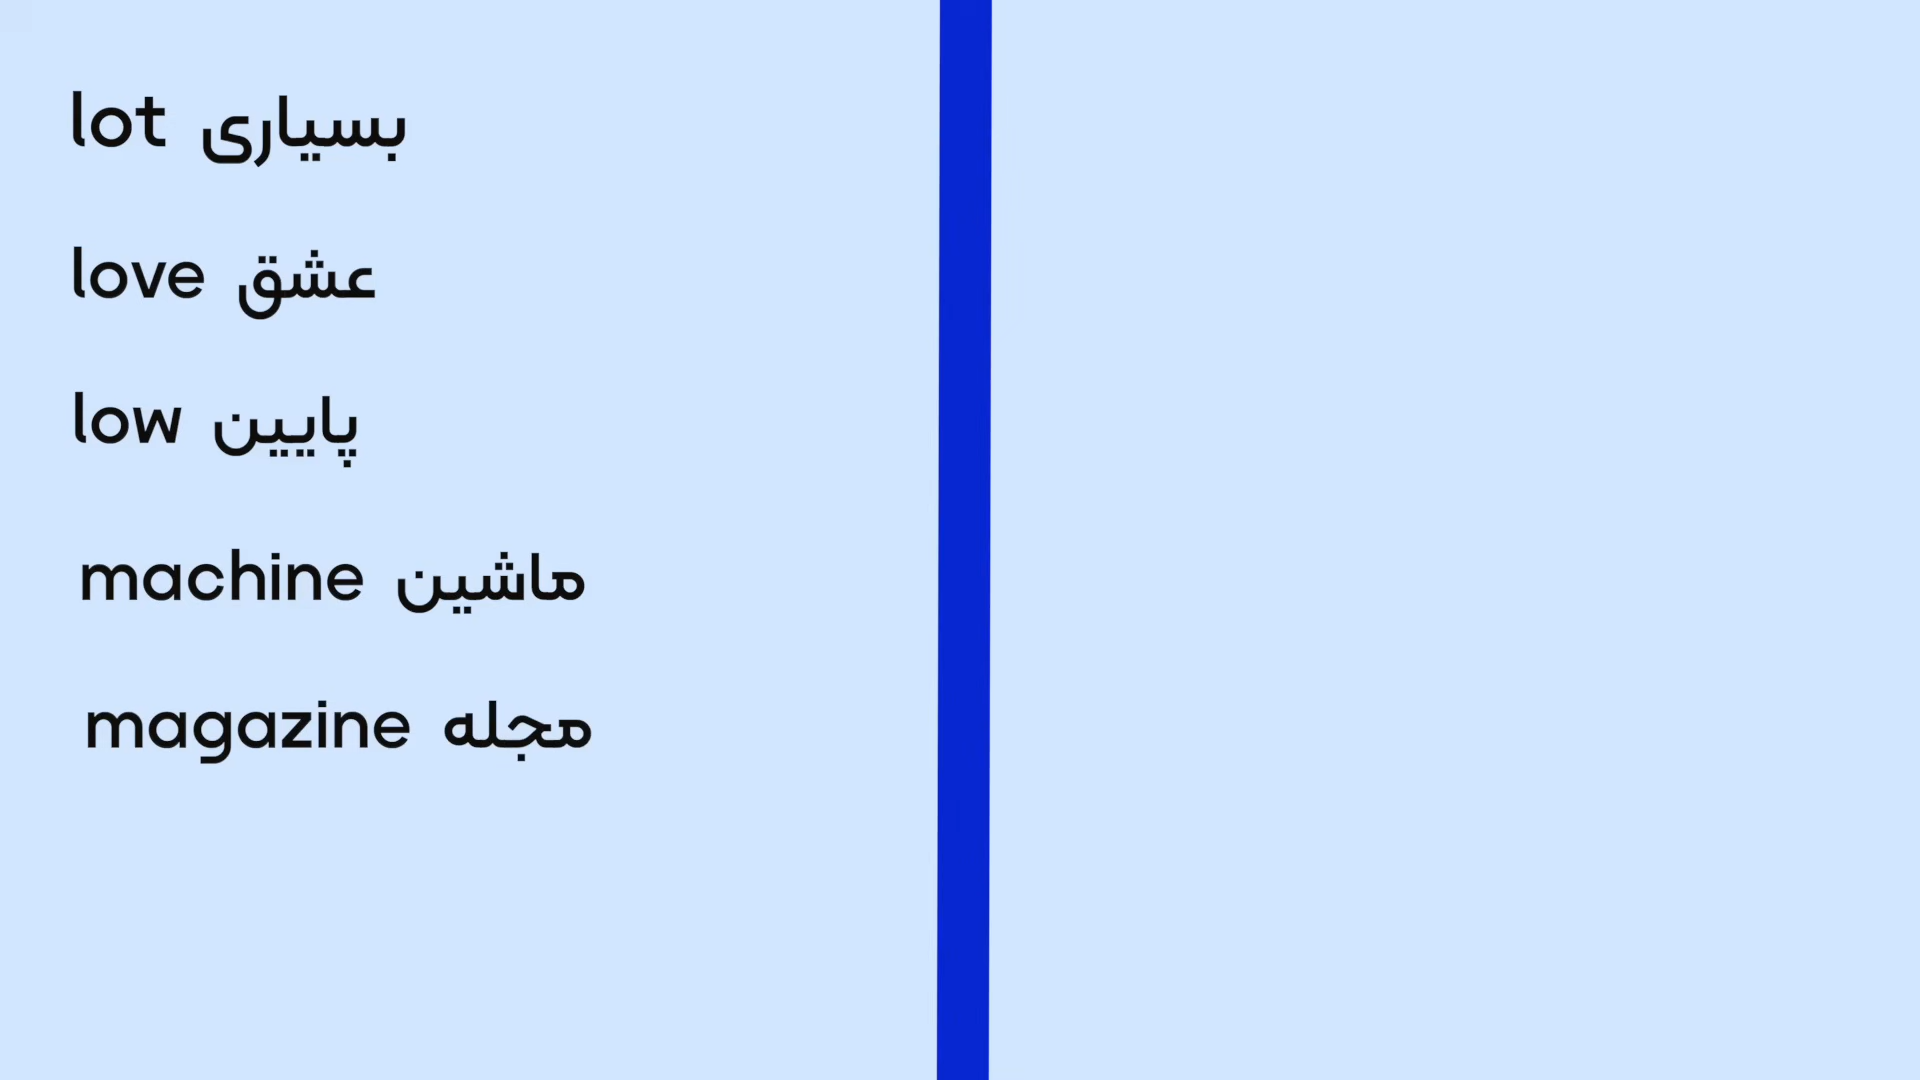 lot بسیاری
love عشق
low پایین
machine ماشین
magazine مجله